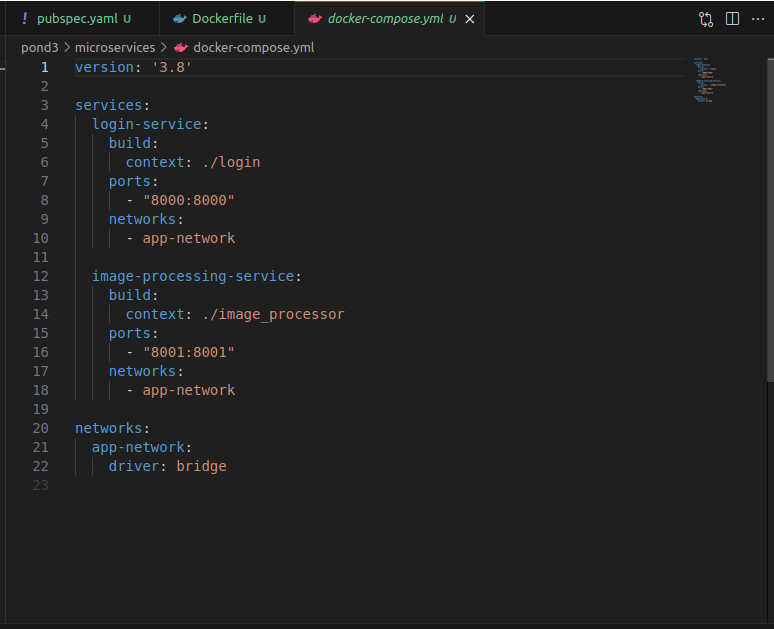 ! pubspec.yaml U Dockerfile U docker-compose.yml U
pond3 > microservices > docker-compose.yml
1 version: '3.8'
2
3 services:
4   login-service:
5     build:
6       context: ./login
7     ports:
8       - "8000:8000"
9     networks:
10       - app-network
11
12   image-processing-service:
13     build:
14       context: ./image_processor
15     ports:
16       - "8001:8001"
17     networks:
18       - app-network
19
20 networks:
21   app-network:
22     driver: bridge
23